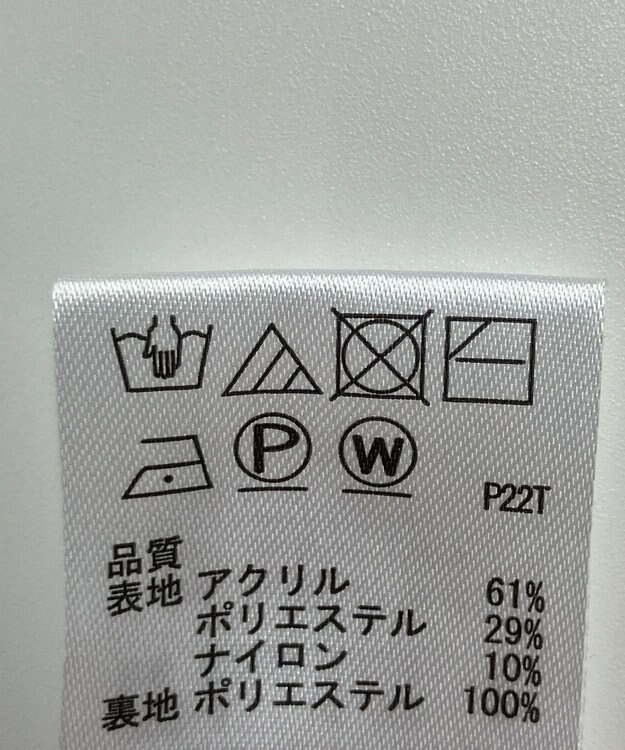 P W P22T
品質
表地 アクリル 61%
ポリエステル 29%
ナイロン 10%
裏地 ポリエステル 100%